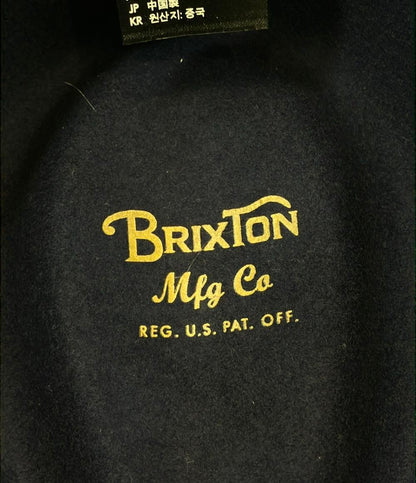 JP 中国製
KR 원산지: 중국
BRIXTON
Mfg Co
REG. U.S. PAT. OFF.